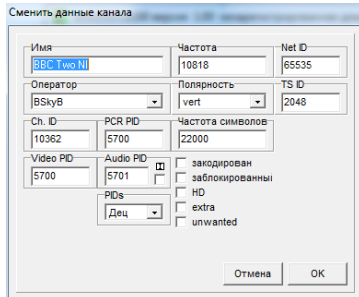 Сменить данные канала
Имя Частота Net ID
BBC Two NI 10818 65535
Оператор Полярность TS ID
BSkyB vert 2048
Ch. ID PCR PID Частота символов
10362 5700 22000
Video PID Audio PID закодирован
5700 5701 заблокированны
PIDs HD
Дец extra
unwanted
Отмена OK